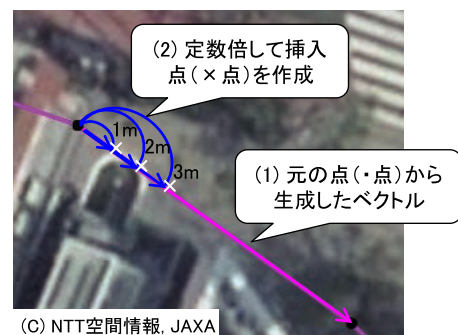 (2) 定数倍して挿入
点(×点)を作成
1m
2m
3m
(1) 元の点(・点)から
生成したベクトル
(C) NTT空間情報, JAXA